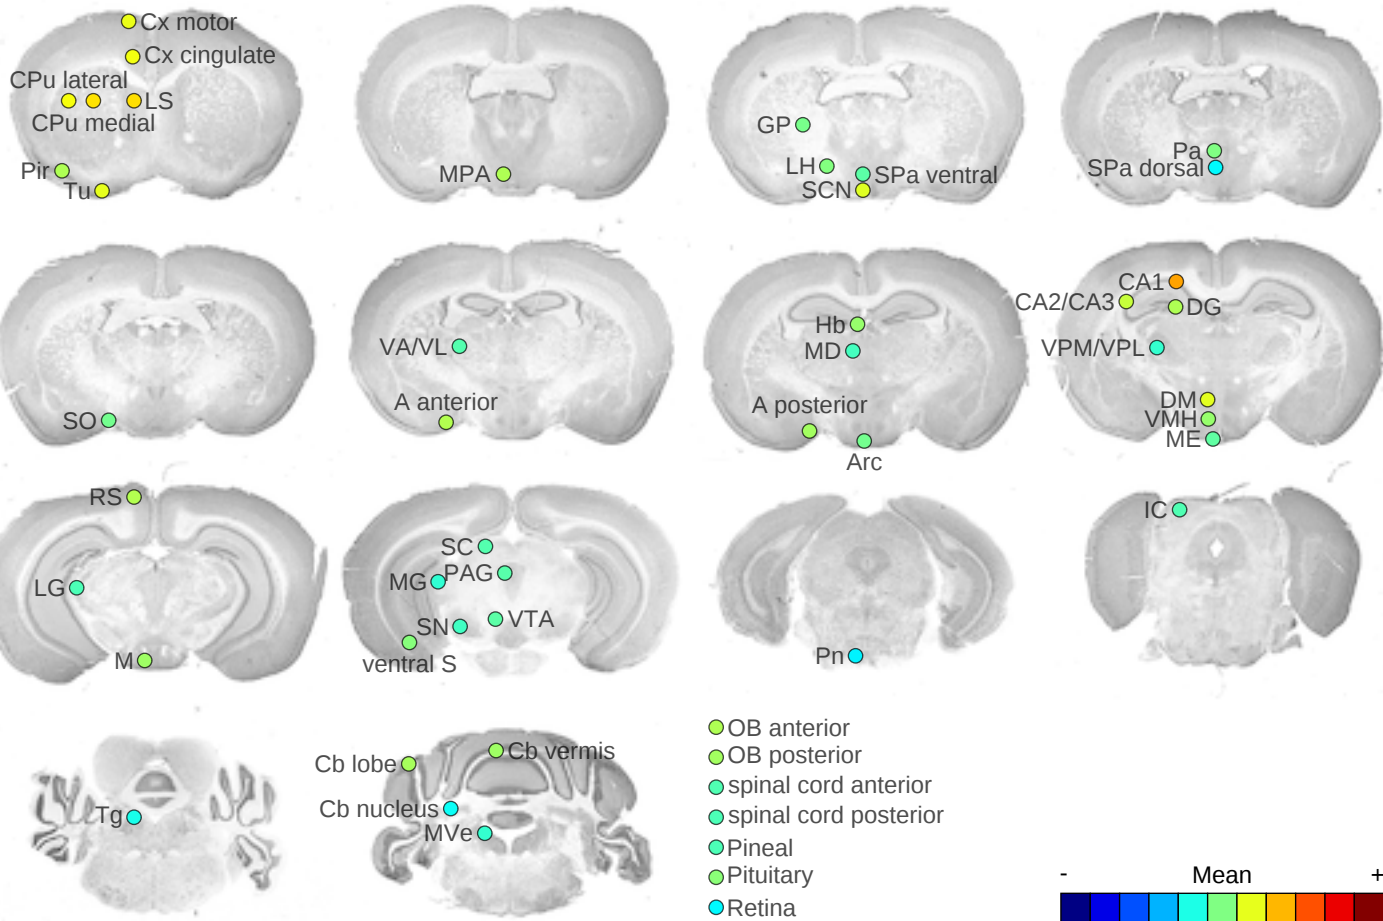 Cx motor
Cx cingulate
CPu lateral
LS
CPu medial
Pir
Tu
MPA
GP
LH
SPa ventral
SCN
Pa
SPa dorsal
SO
VA/VL
A anterior
Hb
MD
A posterior
Arc
CA1
CA2/CA3
DG
VPM/VPL
DM
VMH
ME
RS
LG
M
SC
PAG
MG
VTA
SN
ventral S
Pn
IC
Tg
Cb lobe
Cb vermis
Cb nucleus
MVe
OB anterior
OB posterior
spinal cord anterior
spinal cord posterior
Pineal
Pituitary
Retina
- Mean +